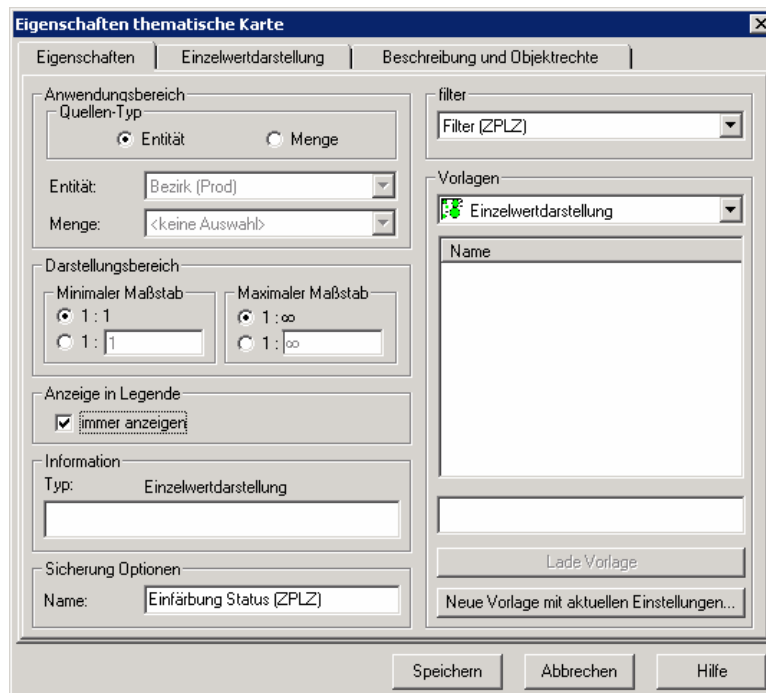 Eigenschaften thematische Karte
Eigenschaften
Einzelwertdarstellung
Beschreibung und Objektrechte
Anwendungsbereich
Quellen-Typ
Entität
Menge
Entität:
Bezirk (Prod)
Menge:
<keine Auswahl>
Darstellungsbereich
Minimaler Maßstab
1 : 1
1 : 1
Maximaler Maßstab
1 : ∞
1 : ∞
Anzeige in Legende
immer anzeigen
Information
Typ: Einzelwertdarstellung
Sicherung Optionen
Name: Einfärbung Status (ZPLZ)
filter
Filter (ZPLZ)
Vorlagen
Einzelwertdarstellung
Name
Lade Vorlage
Neue Vorlage mit aktuellen Einstellungen...
Speichern
Abbrechen
Hilfe